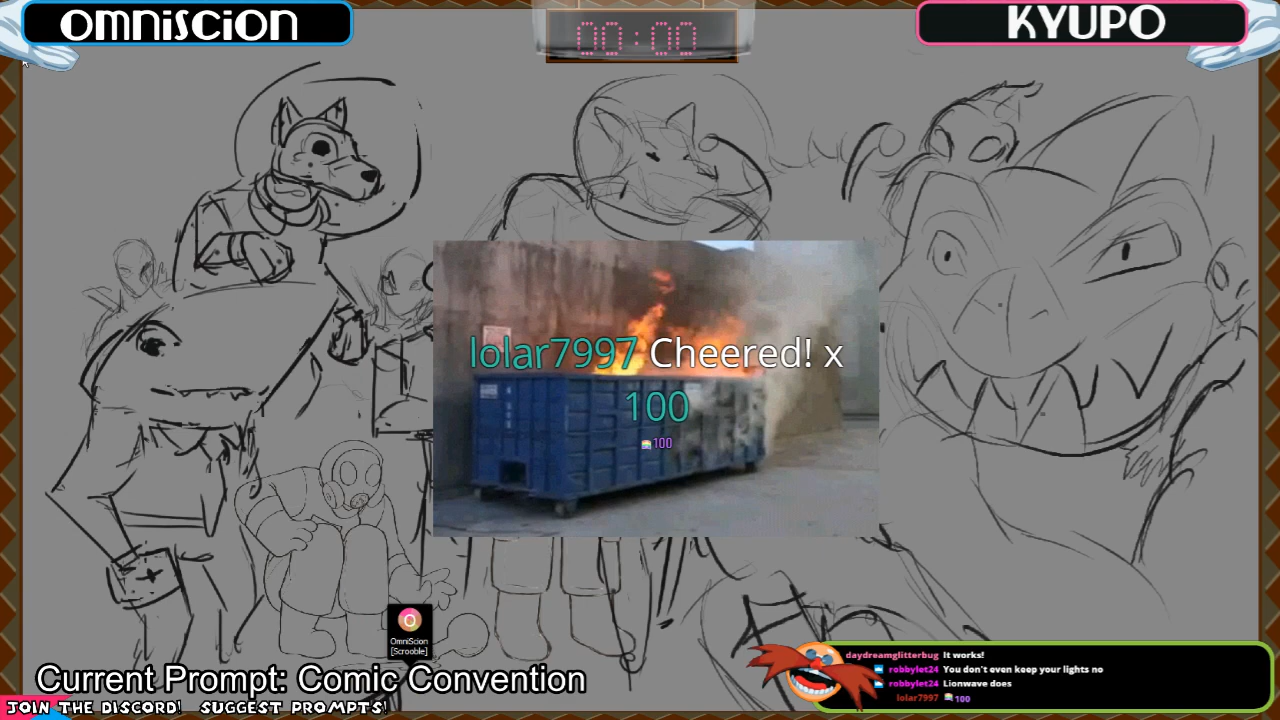 OMNISCION
00:00
KYUPO
lolar7997 Cheered! x
100
100
OmniScion
[Scrooble]
Current Prompt: Comic Convention
JOIN THE DISCORD! SUGGEST PROMPTS!
daydreamglitterbug It works!
robbylet24 You don't even keep your lights no
robbylet24 Lionwave does
lolar7997 100